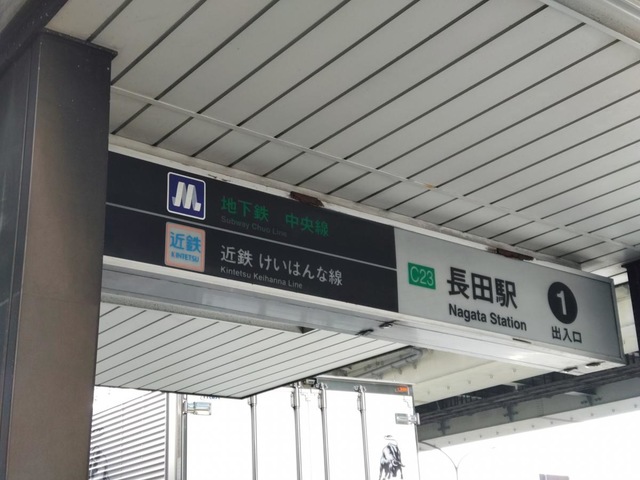 地下鉄 中央線
Subway Chuo Line
近鉄
KINTETSU
近鉄 けいはんな線
Kintetsu Keihanna Line
C23
長田駅
Nagata Station
1
出入口